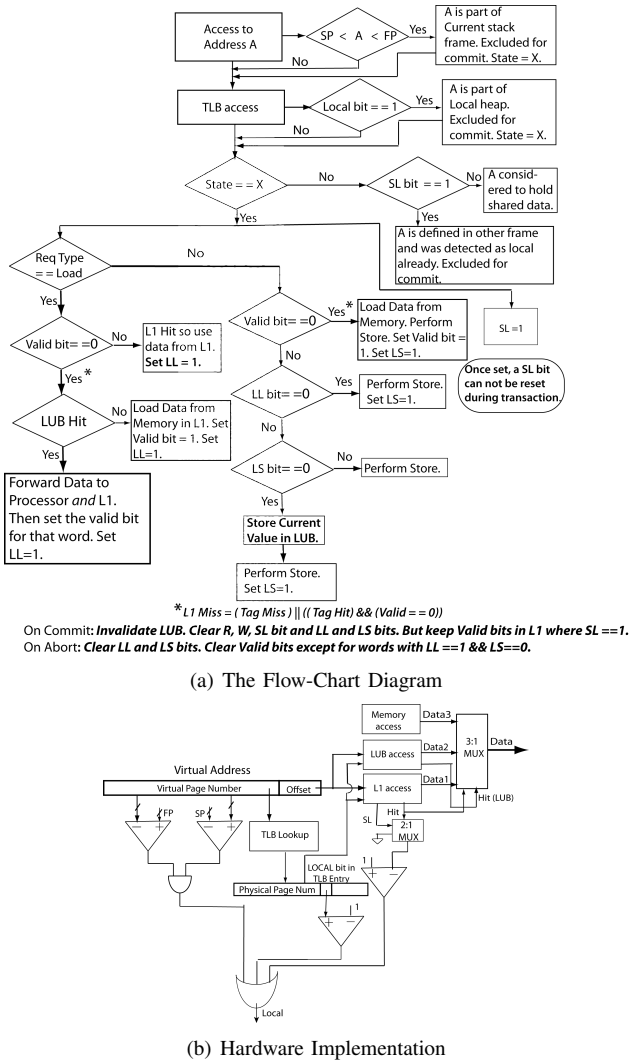 Access to
Address A
SP < A < FP
Yes
A is part of
Current stack
frame. Excluded for
commit. State = X.
No
TLB access
Local bit == 1
Yes
A is part of
Local heap.
Excluded for
commit. State = X.
No
State == X
No
SL bit == 1
No
A consid-
ered to hold
shared data.
Yes
Yes
A is defined in other frame
and was detected as local
already. Excluded for
commit.
Req Type
== Load
No
Yes
SL =1
Valid bit==0
No
L1 Hit so use
data from L1.
Set LL = 1.
Yes*
Valid bit==0
Yes*
Load Data from
Memory. Perform
Store. Set Valid bit =
1. Set LS=1.
No
Once set, a SL bit
can not be reset
during transaction.
LL bit==0
Yes
Perform Store.
Set LS=1.
No
LUB Hit
No
Load Data from
Memory in L1. Set
Valid bit = 1. Set
LL=1.
Yes
Forward Data to
Processor and L1.
Then set the valid bit
for that word. Set
LL=1.
LS bit==0
No
Perform Store.
Yes
Store Current
Value in LUB.
Perform Store.
Set LS=1.
*L1 Miss = ( Tag Miss ) || (( Tag Hit) && (Valid == 0))
On Commit: Invalidate LUB. Clear R, W, SL bit and LL and LS bits. But keep Valid bits in L1 where SL ==1.
On Abort: Clear LL and LS bits. Clear Valid bits except for words with LL ==1 && LS==0.
(a) The Flow-Chart Diagram
Memory
access
Data3
3:1
MUX
Data
LUB access
Data2
L1 access
Data1
Hit (LUB)
Virtual Address
Virtual Page Number
Offset
FP
SP
− +
− +
TLB Lookup
SL
Hit
2:1
MUX
LOCAL bit in
TLB Entry
Physical Page Num
1
+ −
1
+ −
Local
(b) Hardware Implementation